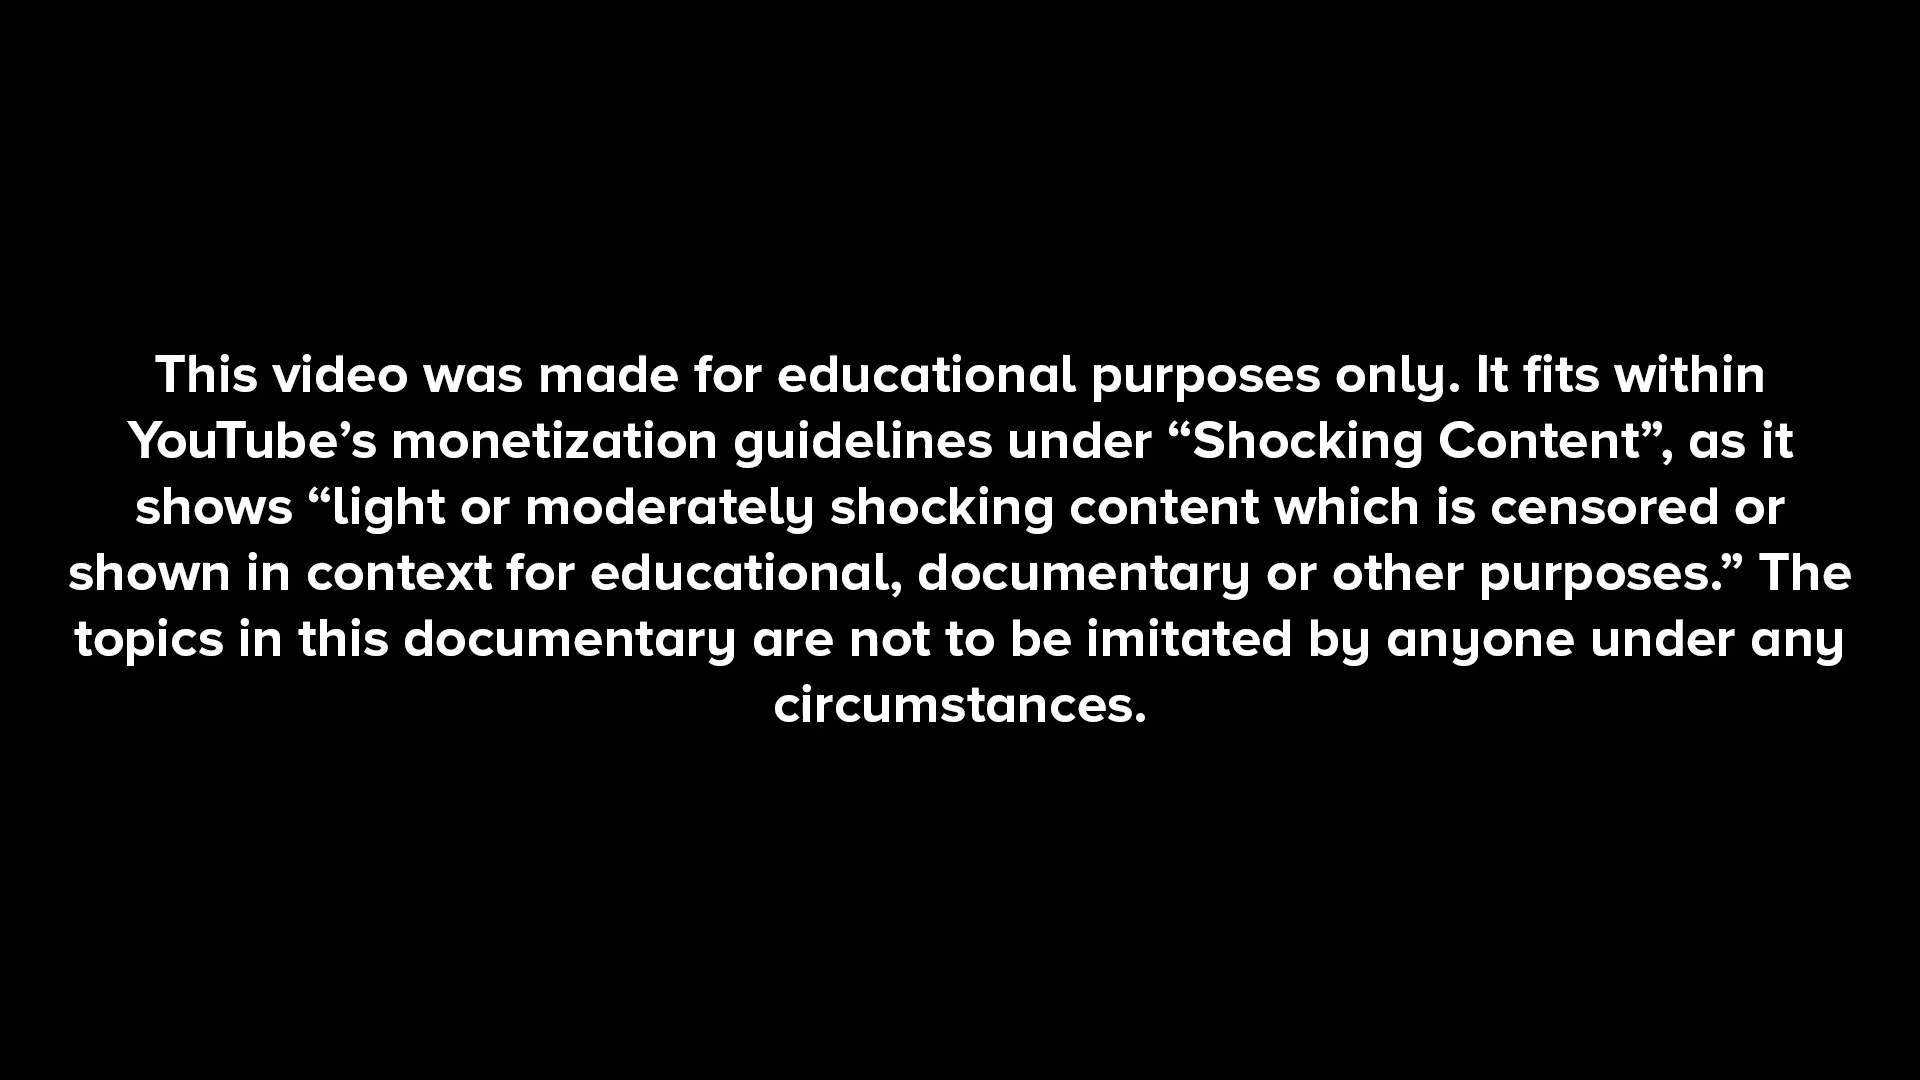 This video was made for educational purposes only. It fits within
YouTube’s monetization guidelines under “Shocking Content”, as it
shows “light or moderately shocking content which is censored or
shown in context for educational, documentary or other purposes.” The
topics in this documentary are not to be imitated by anyone under any
circumstances.